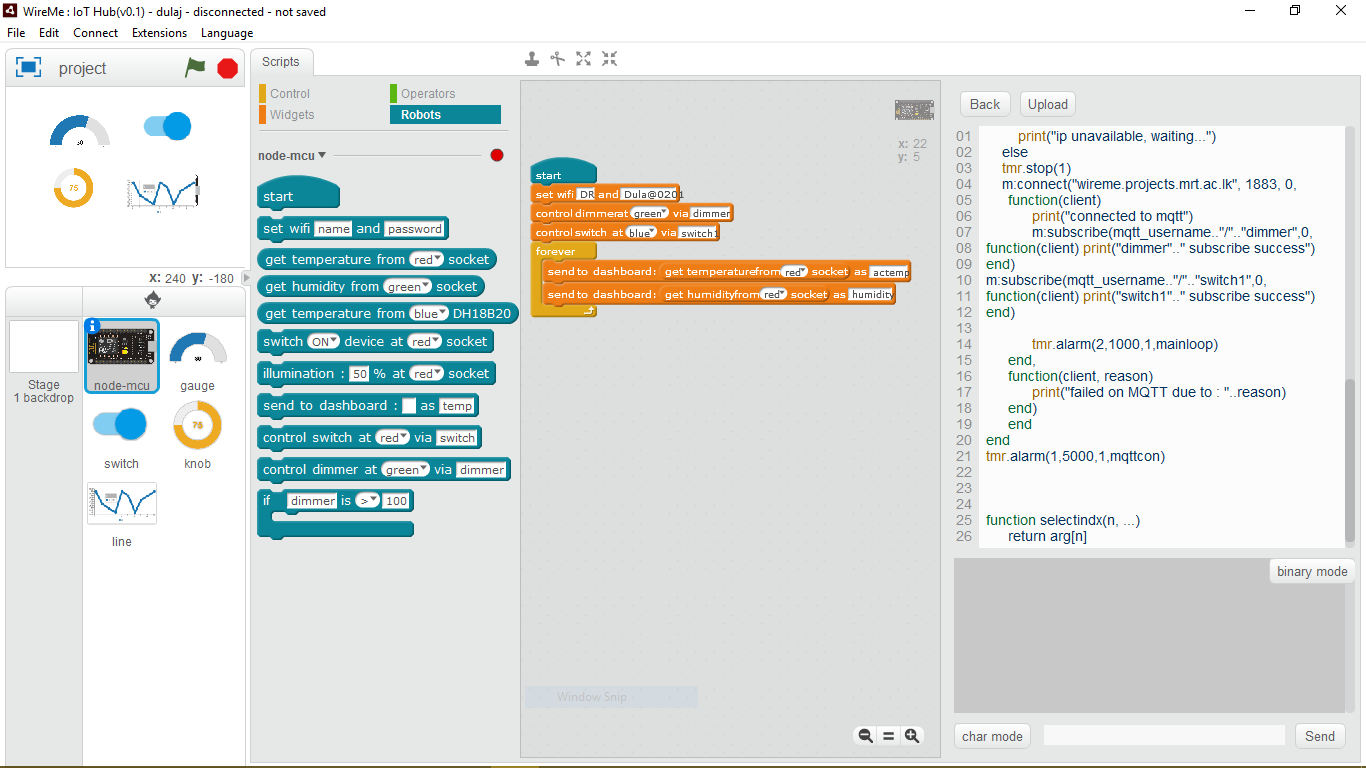 WireMe : IoT Hub(v0.1) - dulaj - disconnected - not saved
File Edit Connect Extensions Language
project
75
x: 240 y: -180
Stage
1 backdrop
node-mcu
gauge
switch
knob
line
Scripts
Control
Operators
Widgets
Robots
node-mcu
start
set wifi name and password
get temperature from red socket
get humidity from green socket
get temperature from blue DH18B20
switch ON device at red socket
illumination : 50 % at red socket
send to dashboard : as temp
control switch at red via switch
control dimmer at green via dimmer
if dimmer is > 100
x: 22
y: 5
start
set wifi DR and Dula@0201
control dimmerat green via dimmer
control switch at blue via switch1
forever
send to dashboard: get temperaturefrom red socket as actemp
send to dashboard: get humidityfrom red socket as humidity
Window Snip
Back Upload
01 print("ip unavailable, waiting...")
02 else
03 tmr.stop(1)
04 m:connect("wireme.projects.mrt.ac.lk", 1883, 0,
05 function(client)
06 print("connected to mqtt")
07 m:subscribe(mqtt_username.."/".."dimmer",0,
08 function(client) print("dimmer".." subscribe success")
09 end)
10 m:subscribe(mqtt_username.."/".."switch1",0,
11 function(client) print("switch1".." subscribe success")
12 end)
13
14 tmr.alarm(2,1000,1,mainloop)
15 end,
16 function(client, reason)
17 print("failed on MQTT due to : "..reason)
18 end)
19 end
20 end
21 tmr.alarm(1,5000,1,mqttcon)
22
23
24
25 function selectindx(n, ...)
26 return arg[n]
binary mode
char mode
Send